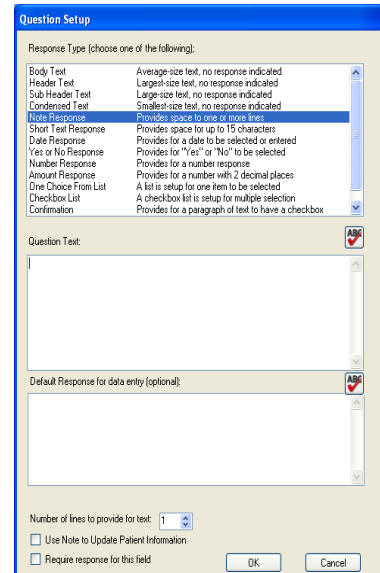 Question Setup
Response Type (choose one of the following):
Body Text Average-size text, no response indicated
Header Text Largest-size text, no response indicated
Sub Header Text Large-size text, no response indicated
Condensed Text Smallest-size text, no response indicated
Note Response Provides space to one or more lines
Short Text Response Provides space for up to 15 characters
Date Response Provides for a date to be selected or entered
Yes or No Response Provides for "Yes" or "No" to be selected
Number Response Provides for a number response
Amount Response Provides for a number with 2 decimal places
One Choice From List A list is setup for one item to be selected
Checkbox List A checkbox list is setup for multiple selection
Confirmation Provides for a paragraph of text to have a checkbox
ABC
Question Text:
ABC
Default Response for data entry (optional):
Number of lines to provide for text: 1
Use Note to Update Patient Information
Require response for this field
OK Cancel